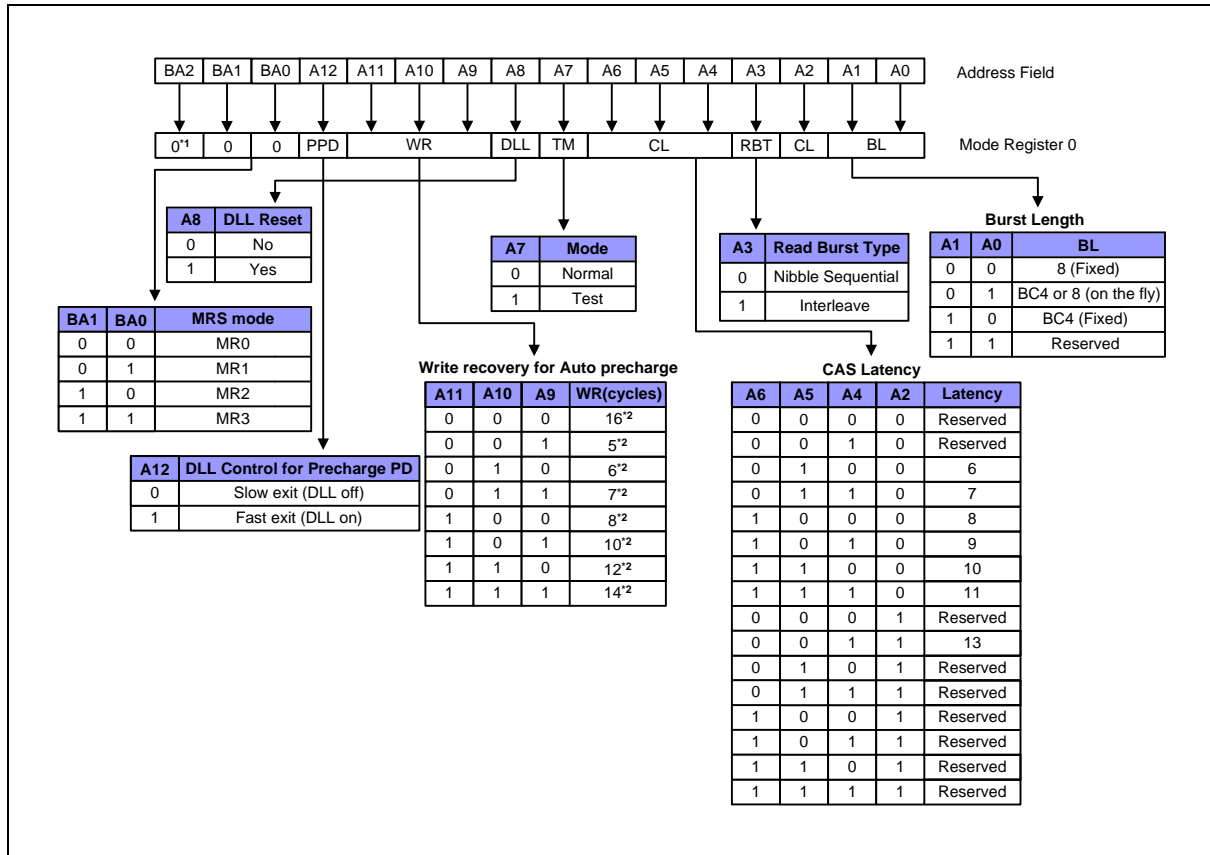 BA2 BA1 BA0 A12 A11 A10 A9 A8 A7 A6 A5 A4 A3 A2 A1 A0 Address Field
0*1 0 0 PPD WR DLL TM CL RBT CL BL Mode Register 0
A8 DLL Reset
0 No
1 Yes
A7 Mode
0 Normal
1 Test
A3 Read Burst Type
0 Nibble Sequential
1 Interleave
Burst Length
A1 A0 BL
0 0 8 (Fixed)
0 1 BC4 or 8 (on the fly)
1 0 BC4 (Fixed)
1 1 Reserved
BA1 BA0 MRS mode
0 0 MR0
0 1 MR1
1 0 MR2
1 1 MR3
A12 DLL Control for Precharge PD
0 Slow exit (DLL off)
1 Fast exit (DLL on)
Write recovery for Auto precharge
A11 A10 A9 WR(cycles)
0 0 0 16*2
0 0 1 5*2
0 1 0 6*2
0 1 1 7*2
1 0 0 8*2
1 0 1 10*2
1 1 0 12*2
1 1 1 14*2
CAS Latency
A6 A5 A4 A2 Latency
0 0 0 0 Reserved
0 0 1 0 Reserved
0 1 0 0 6
0 1 1 0 7
1 0 0 0 8
1 0 1 0 9
1 1 0 0 10
1 1 1 0 11
0 0 0 1 Reserved
0 0 1 1 13
0 1 0 1 Reserved
0 1 1 1 Reserved
1 0 0 1 Reserved
1 0 1 1 Reserved
1 1 0 1 Reserved
1 1 1 1 Reserved